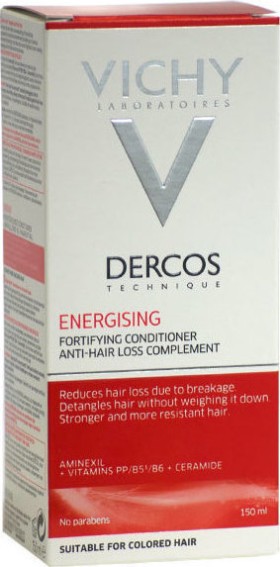 VICHY
LABORATOIRES
V
DERCOS
TECHNIQUE
ENERGISING
FORTIFYING CONDITIONER
ANTI-HAIR LOSS COMPLEMENT
Reduces hair loss due to breakage.
Detangles hair without weighing it down.
Stronger and more resistant hair.
AMINEXIL
+ VITAMINS PP/B5/B6 + CERAMIDE
No parabens
150 ml
SUITABLE FOR COLORED HAIR